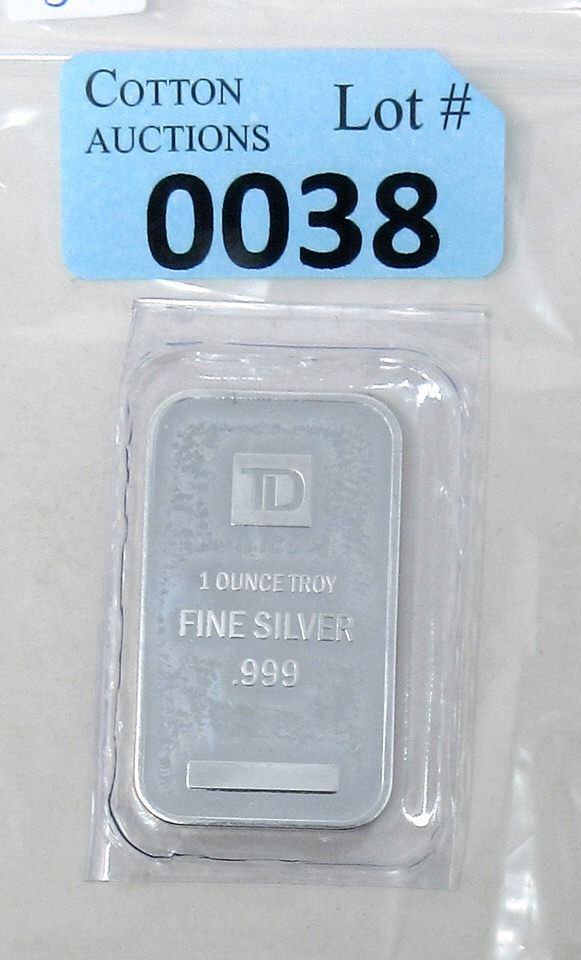 COTTON AUCTIONS
Lot #
0038
TD
1 OUNCE TROY
FINE SILVER
.999